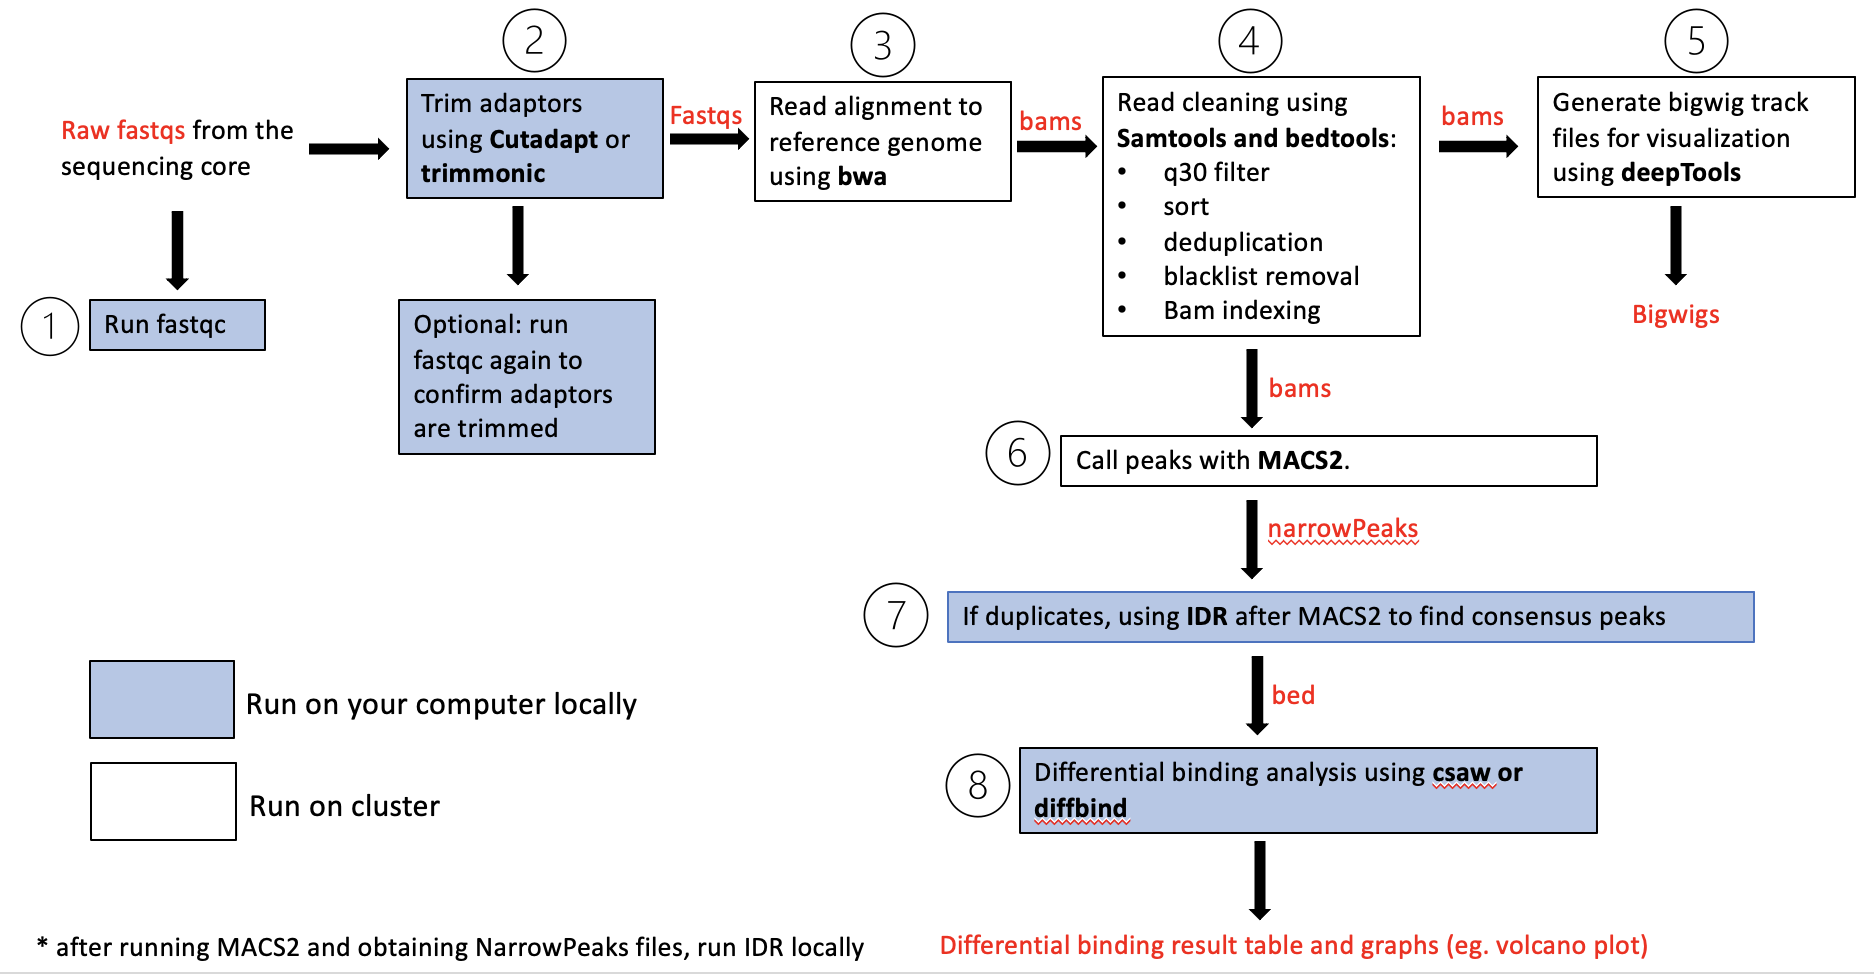 Raw fastqs from the
sequencing core
1
Run fastqc
2
Trim adaptors
using Cutadapt or
trimmonic
Optional: run
fastqc again to
confirm adaptors
are trimmed
Fastqs
3
Read alignment to
reference genome
using bwa
bams
4
Read cleaning using
Samtools and bedtools:
• q30 filter
• sort
• deduplication
• blacklist removal
• Bam indexing
bams
5
Generate bigwig track
files for visualization
using deepTools
Bigwigs
bams
6
Call peaks with MACS2.
narrowPeaks
7
If duplicates, using IDR after MACS2 to find consensus peaks
bed
8
Differential binding analysis using csaw or
diffbind
Differential binding result table and graphs (eg. volcano plot)
Run on your computer locally
Run on cluster
* after running MACS2 and obtaining NarrowPeaks files, run IDR locally